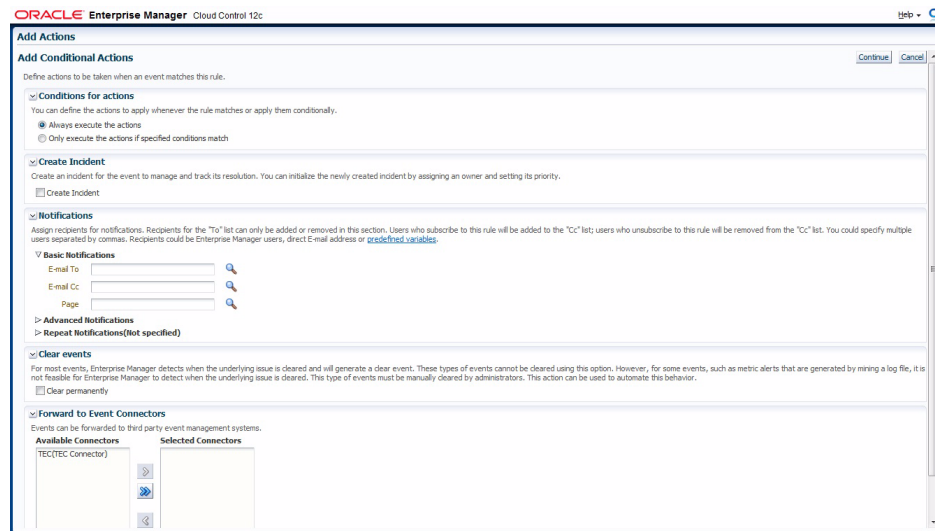 ORACLE Enterprise Manager Cloud Control 12c
Help
Add Actions
Add Conditional Actions
Continue Cancel
Define actions to be taken when an event matches this rule.
Conditions for actions
You can define the actions to apply whenever the rule matches or apply them conditionally.
Always execute the actions
Only execute the actions if specified conditions match
Create Incident
Create an incident for the event to manage and track its resolution. You can initialize the newly created incident by assigning an owner and setting its priority.
Create Incident
Notifications
Assign recipients for notifications. Recipients for the "To" list can only be added or removed in this section. Users who subscribe to this rule will be added to the "Cc" list; users who unsubscribe to this rule will be removed from the "Cc" list. You could specify multiple
users separated by commas. Recipients could be Enterprise Manager users, direct E-mail address or predefined variables.
Basic Notifications
E-mail To
E-mail Cc
Page
Advanced Notifications
Repeat Notifications(Not specified)
Clear events
For most events, Enterprise Manager detects when the underlying issue is cleared and will generate a clear event. These types of events cannot be cleared using this option. However, for some events, such as metric alerts that are generated by mining a log file, it is
not feasible for Enterprise Manager to detect when the underlying issue is cleared. This type of events must be manually cleared by administrators. This action can be used to automate this behavior.
Clear permanently
Forward to Event Connectors
Events can be forwarded to third party event management systems.
Available Connectors Selected Connectors
TEC(TEC Connector)